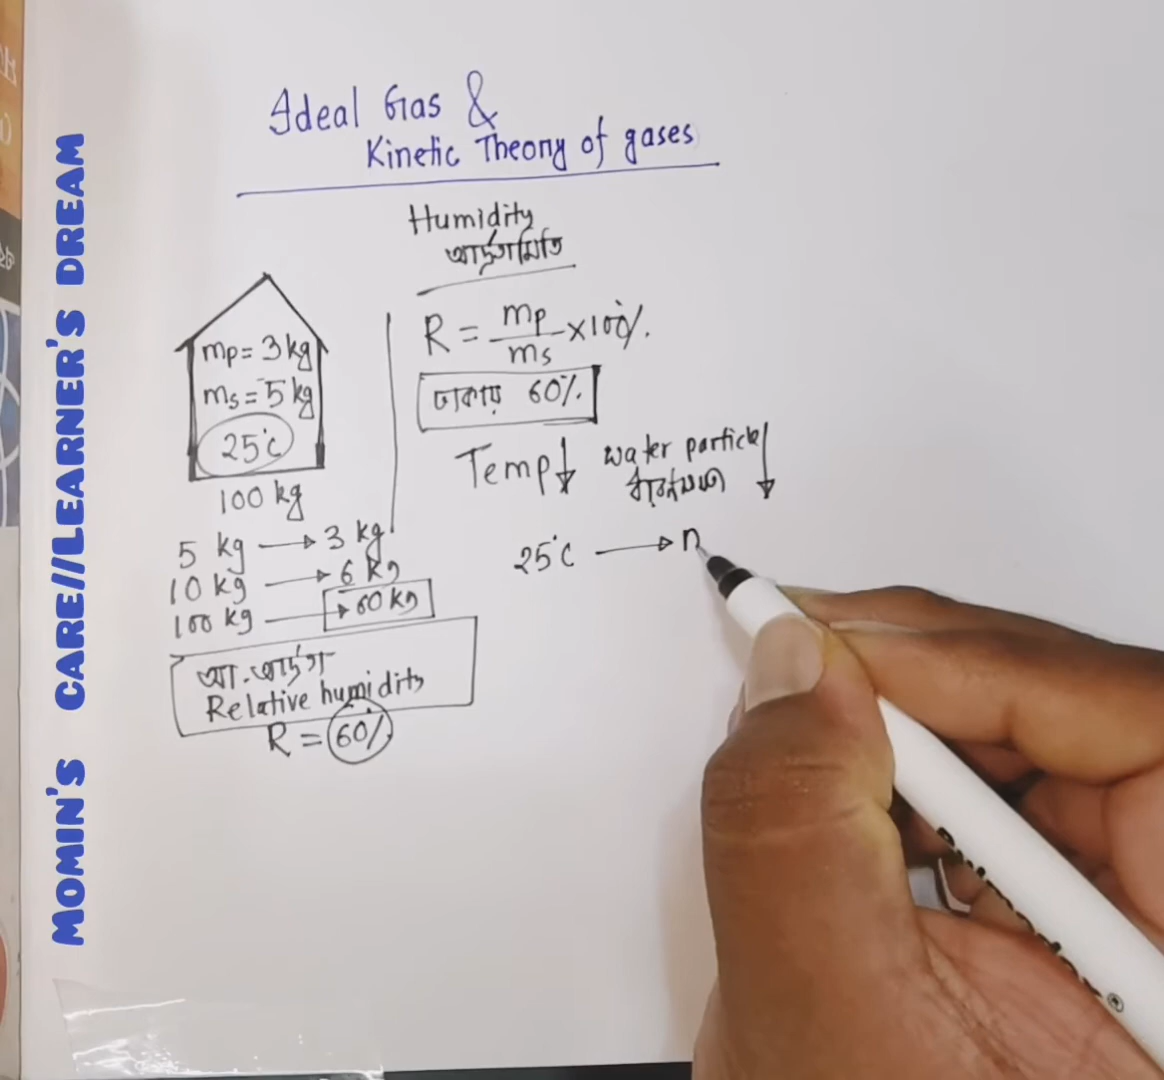 MOMIN'S CARE//LEARNER'S DREAM
Ideal Gas &
Kinetic Theory of gases
Humidity
আর্দ্রতামিতি
mp = 3 kg
ms = 5 kg
25°C
100 kg
5 kg → 3 kg
10 kg → 6 kg
100 kg → 60 kg
আ. আর্দ্রতা
Relative humidity
R = 60%
R = mp/ms ×100%.
ঢাকায় 60%.
Temp↓ water particle↓
ধারনক্ষমতা
25°C → n